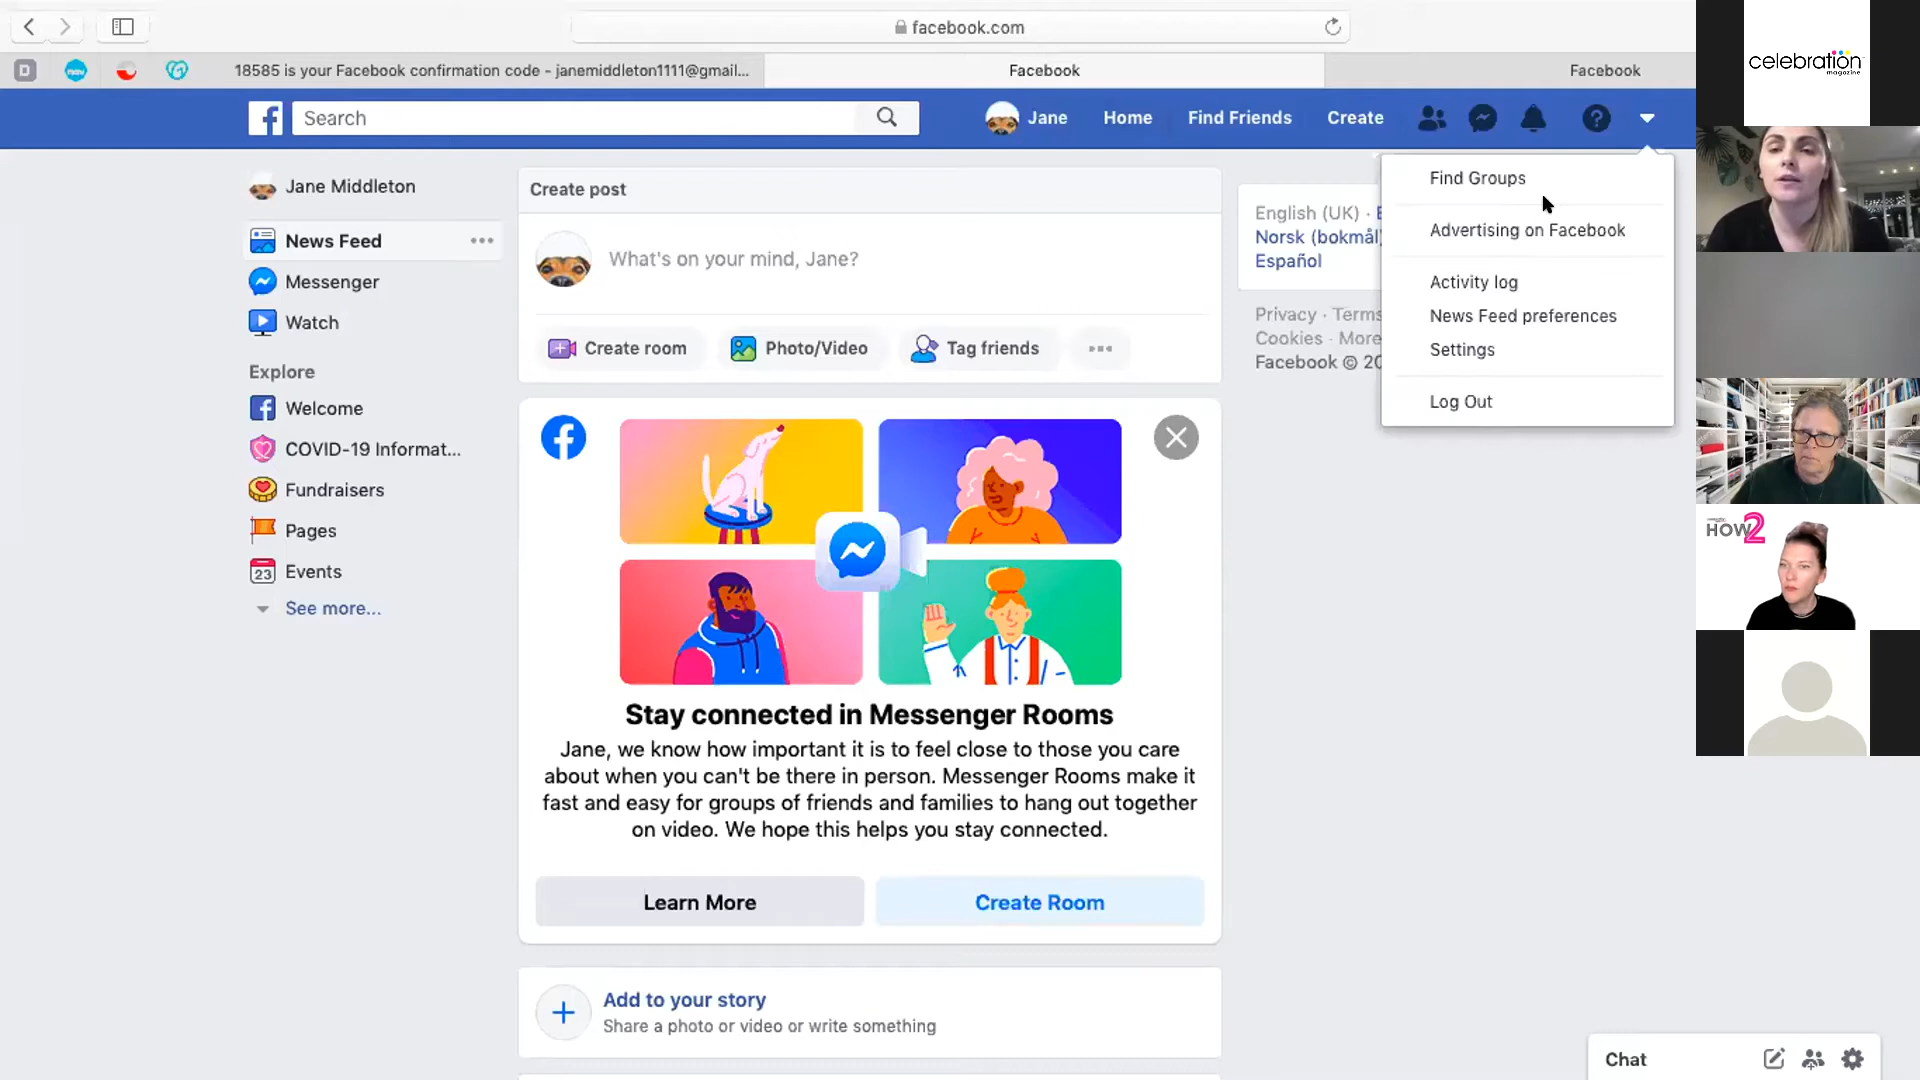 facebook.com
18585 is your Facebook confirmation code - janemiddleton1111@gmail...
Facebook
Facebook
Search
Jane
Home
Find Friends
Create
Jane Middleton
News Feed
Messenger
Watch
Explore
Welcome
COVID-19 Informat...
Fundraisers
Pages
23
Events
See more...
Create post
What's on your mind, Jane?
Create room
Photo/Video
Tag friends
Stay connected in Messenger Rooms
Jane, we know how important it is to feel close to those you care
about when you can't be there in person. Messenger Rooms make it
fast and easy for groups of friends and families to hang out together
on video. We hope this helps you stay connected.
Learn More
Create Room
Add to your story
Share a photo or video or write something
English (UK) ·
Norsk (bokmål)
Español
Privacy · Terms
Cookies · More
Facebook © 20
Find Groups
Advertising on Facebook
Activity log
News Feed preferences
Settings
Log Out
Chat
celebration
magazine
HOW2